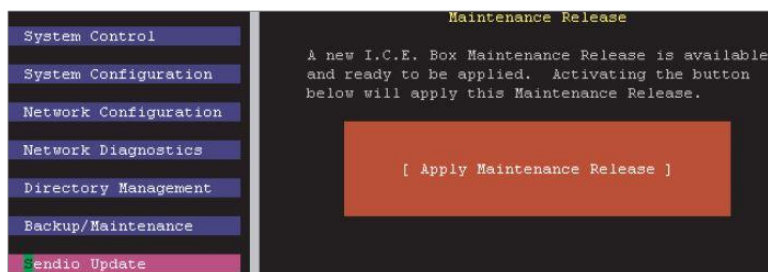 Maintenance Release
System Control
System Configuration
Network Configuration
Network Diagnostics
Directory Management
Backup/Maintenance
Sendio Update
A new I.C.E. Box Maintenance Release is available
and ready to be applied. Activating the button
below will apply this Maintenance Release.
[ Apply Maintenance Release ]